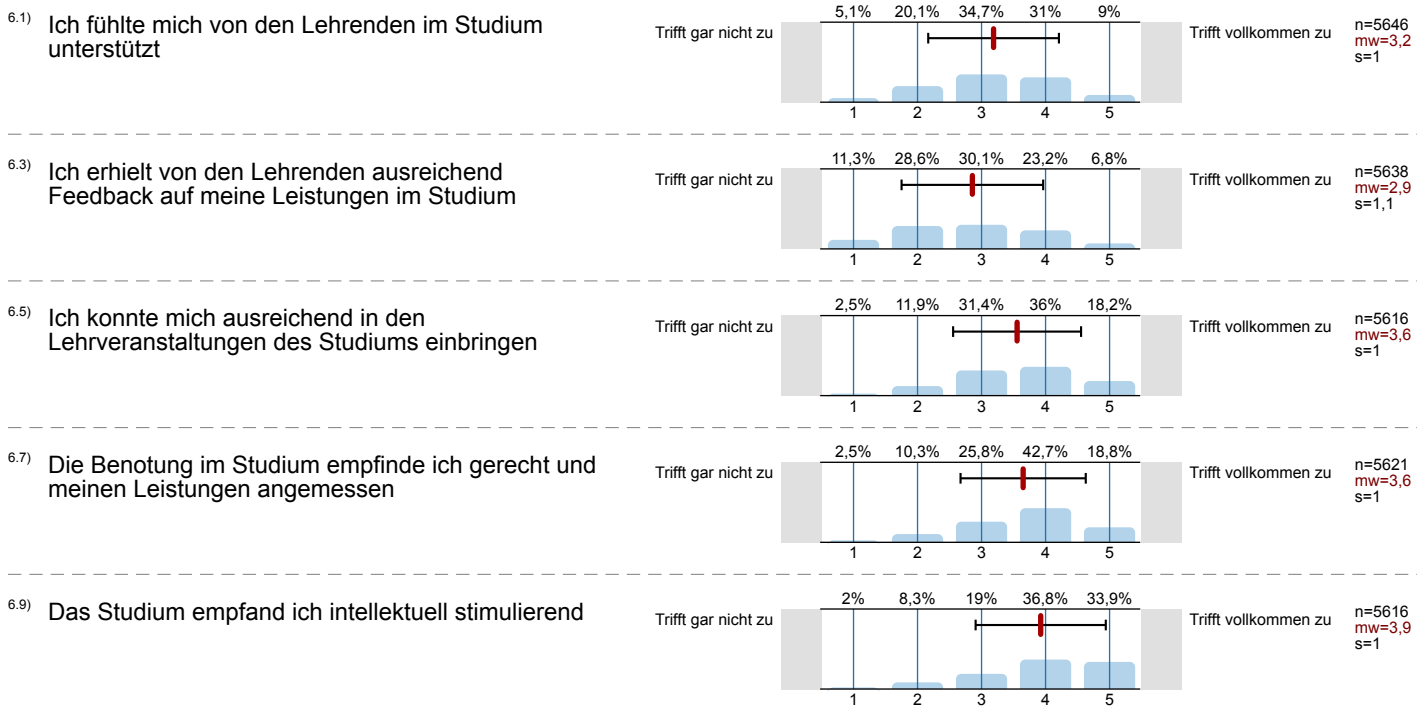 6.1) Ich fühlte mich von den Lehrenden im Studium
unterstützt
Trifft gar nicht zu
5,1% 20,1% 34,7% 31% 9%
1 2 3 4 5
Trifft vollkommen zu
n=5646
mw=3,2
s=1
6.3) Ich erhielt von den Lehrenden ausreichend
Feedback auf meine Leistungen im Studium
Trifft gar nicht zu
11,3% 28,6% 30,1% 23,2% 6,8%
1 2 3 4 5
Trifft vollkommen zu
n=5638
mw=2,9
s=1,1
6.5) Ich konnte mich ausreichend in den
Lehrveranstaltungen des Studiums einbringen
Trifft gar nicht zu
2,5% 11,9% 31,4% 36% 18,2%
1 2 3 4 5
Trifft vollkommen zu
n=5616
mw=3,6
s=1
6.7) Die Benotung im Studium empfinde ich gerecht und
meinen Leistungen angemessen
Trifft gar nicht zu
2,5% 10,3% 25,8% 42,7% 18,8%
1 2 3 4 5
Trifft vollkommen zu
n=5621
mw=3,6
s=1
6.9) Das Studium empfand ich intellektuell stimulierend
Trifft gar nicht zu
2% 8,3% 19% 36,8% 33,9%
1 2 3 4 5
Trifft vollkommen zu
n=5616
mw=3,9
s=1